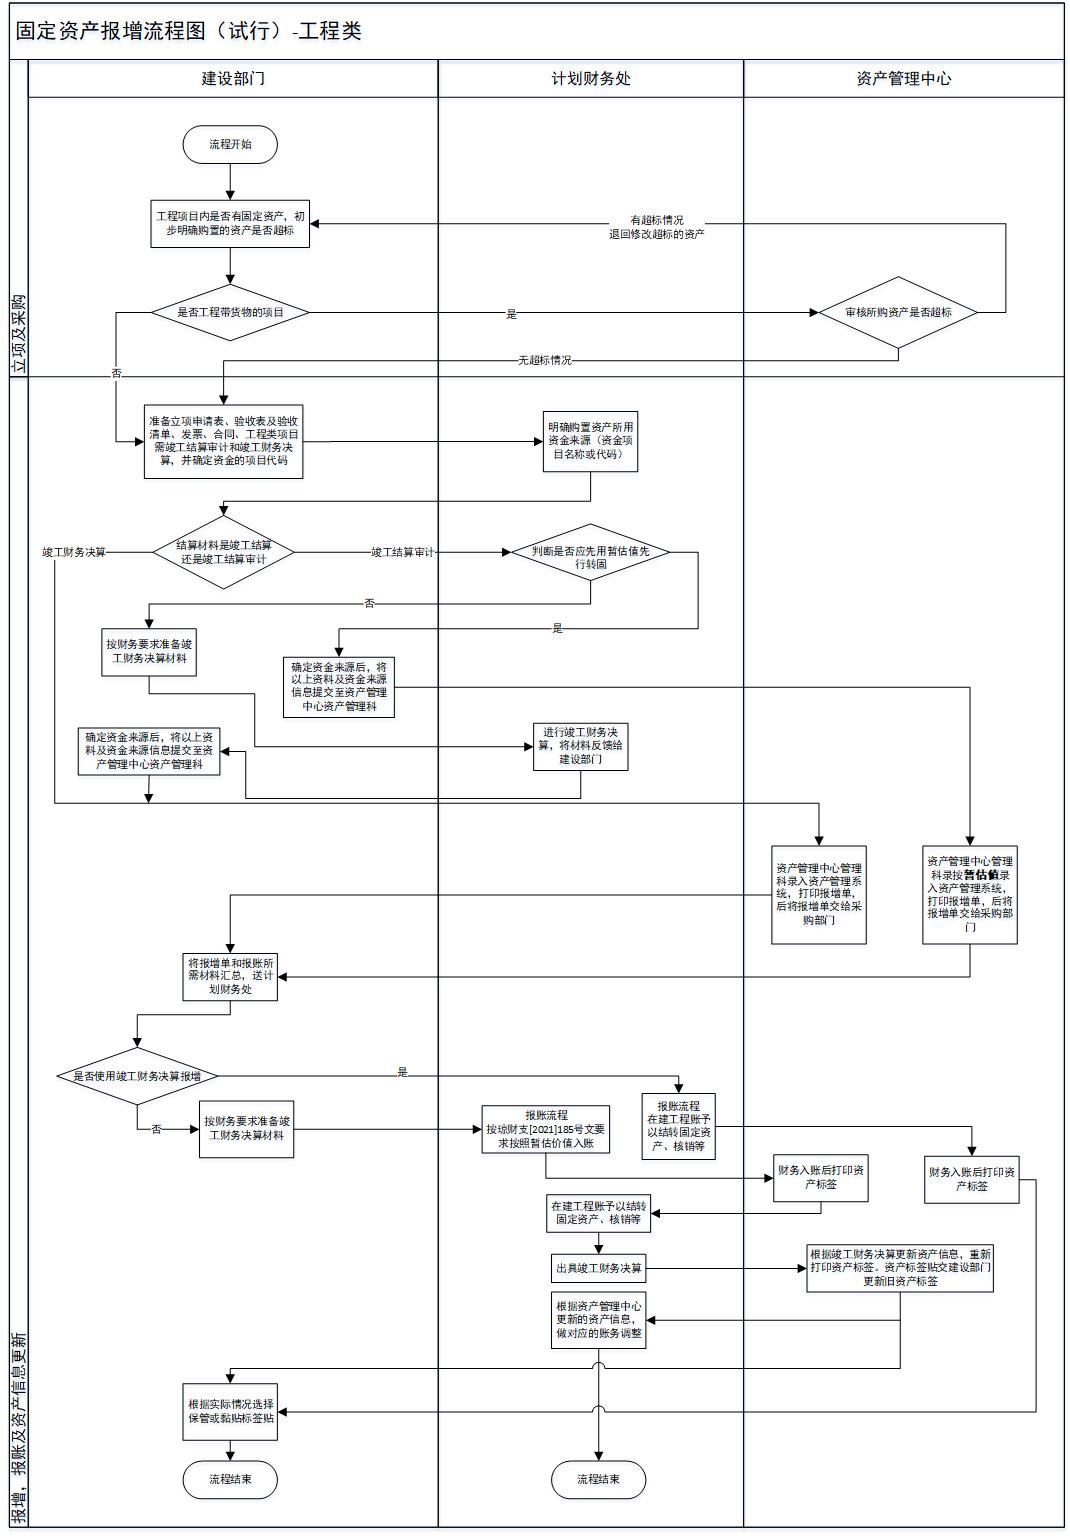 固定资产报增流程图（试行）-工程类
建设部门
计划财务处
资产管理中心
立项及采购
流程开始
工程项目内是否有固定资产，初
步明确购置的资产是否超标
有超标情况
退回修改超标的资产
是否工程带货物的项目
是
审核所购资产是否超标
无超标情况
否
准备立项申请表、验收表及验收
清单、发票、合同、工程类项目
需竣工结算审计和竣工财务决
算，并确定资金的项目代码
明确购置资产所用
资金来源（资金项
目名称或代码）
竣工财务决算
结算材料是竣工结算
还是竣工结算审计
竣工结算审计
判断是否应先用暂估值先
行转固
否
是
按财务要求准备竣
工财务决算材料
确定资金来源后，将
以上资料及资金来源
信息提交至资产管理
中心资产管理科
确定资金来源后，将以上资
料及资金来源信息提交至资
产管理中心资产管理科
进行竣工财务决
算，将材料反馈给
建设部门
资产管理中心管理
科录入资产管理系
统，打印报增单，
后将报增单交给采
购部门
资产管理中心管理
科录按暂估值录
入资产管理系统，
打印报增单，后将
报增单交给采购部
门
将报增单和报账所
需材料汇总，送计
划财务处
是否使用竣工财务决算报增
是
否
按财务要求准备竣
工财务决算材料
报账流程
按琼财支[2021]185号文要
求按照暂估价值入账
报账流程
在建工程账予
以结转固定资
产、核销等
财务入账后打印资
产标签
财务入账后打印资
产标签
在建工程账予以结转
固定资产、核销等
出具竣工财务决算
根据竣工财务决算更新资产信息，重新
打印资产标签。资产标签贴交建设部门
更新旧资产标签
根据资产管理中心
更新的资产信息，
做对应的账务调整
报增，报账及资产信息更新
根据实际情况选择
保管或黏贴标签贴
流程结束
流程结束